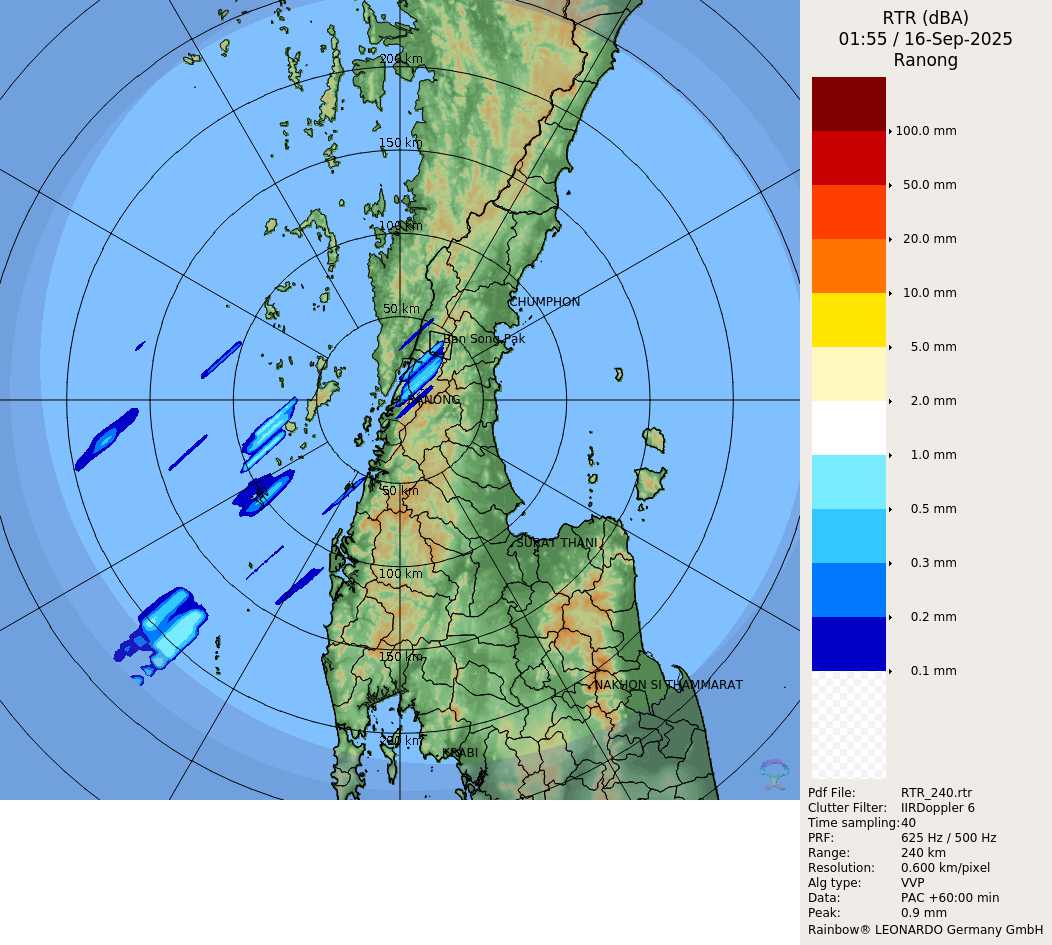 RTR (dBA)
01:55 / 16-Sep-2025
Ranong
200 km
150 km
100 km
50 km
CHUMPHON
Ban Song Pak
RANONG
50 km
SURAT THANI
100 km
150 km
NAKHON SI THAMMARAT
200 km
KRABI
100.0 mm
50.0 mm
20.0 mm
10.0 mm
5.0 mm
2.0 mm
1.0 mm
0.5 mm
0.3 mm
0.2 mm
0.1 mm
Pdf File: RTR_240.rtr
Clutter Filter: IIRDoppler 6
Time sampling:40
PRF: 625 Hz / 500 Hz
Range: 240 km
Resolution: 0.600 km/pixel
Alg type: VVP
Data: PAC +60:00 min
Peak: 0.9 mm
Rainbow® LEONARDO Germany GmbH